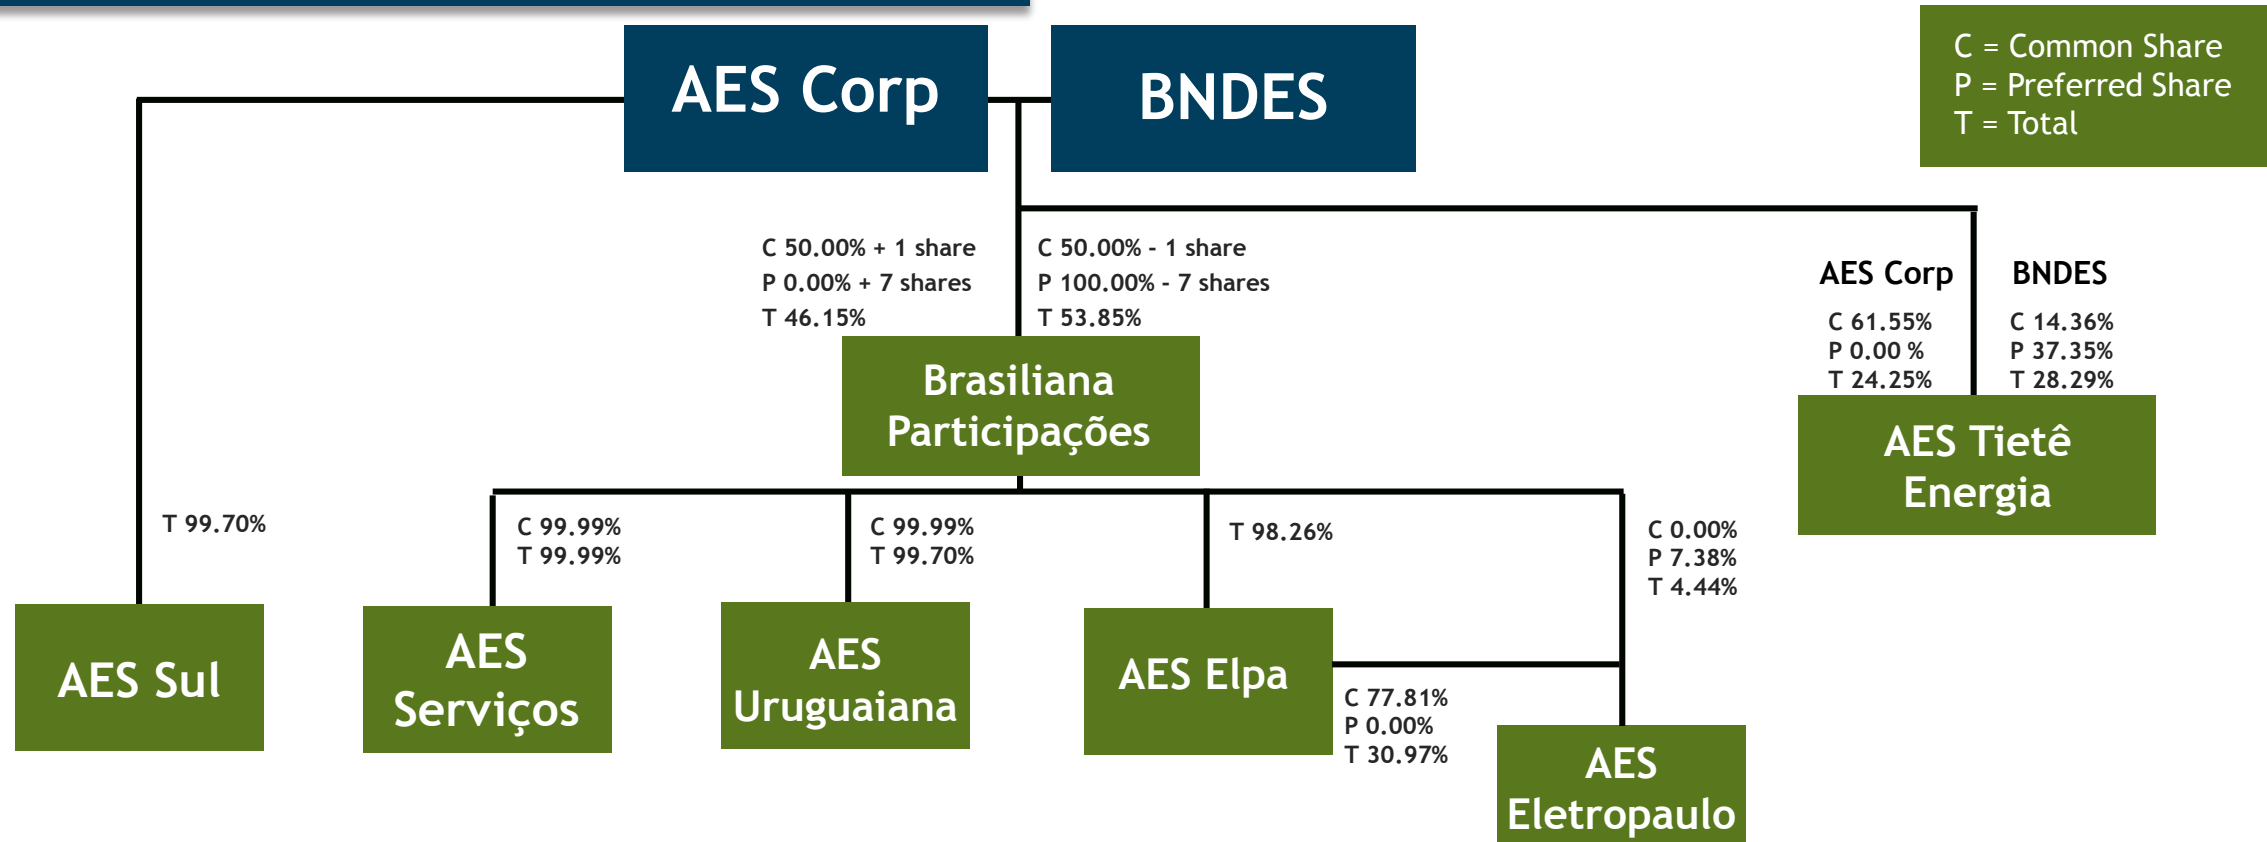 AES Corp
BNDES
C = Common Share
P = Preferred Share
T = Total
C 50.00% + 1 share
P 0.00% + 7 shares
T 46.15%
C 50.00% - 1 share
P 100.00% - 7 shares
T 53.85%
AES Corp
C 61.55%
P 0.00 %
T 24.25%
BNDES
C 14.36%
P 37.35%
T 28.29%
Brasiliana
Participações
AES Tietê
Energia
T 99.70%
C 99.99%
T 99.99%
C 99.99%
T 99.70%
T 98.26%
C 0.00%
P 7.38%
T 4.44%
AES Sul
AES
Serviços
AES
Uruguaiana
AES Elpa
C 77.81%
P 0.00%
T 30.97%
AES
Eletropaulo